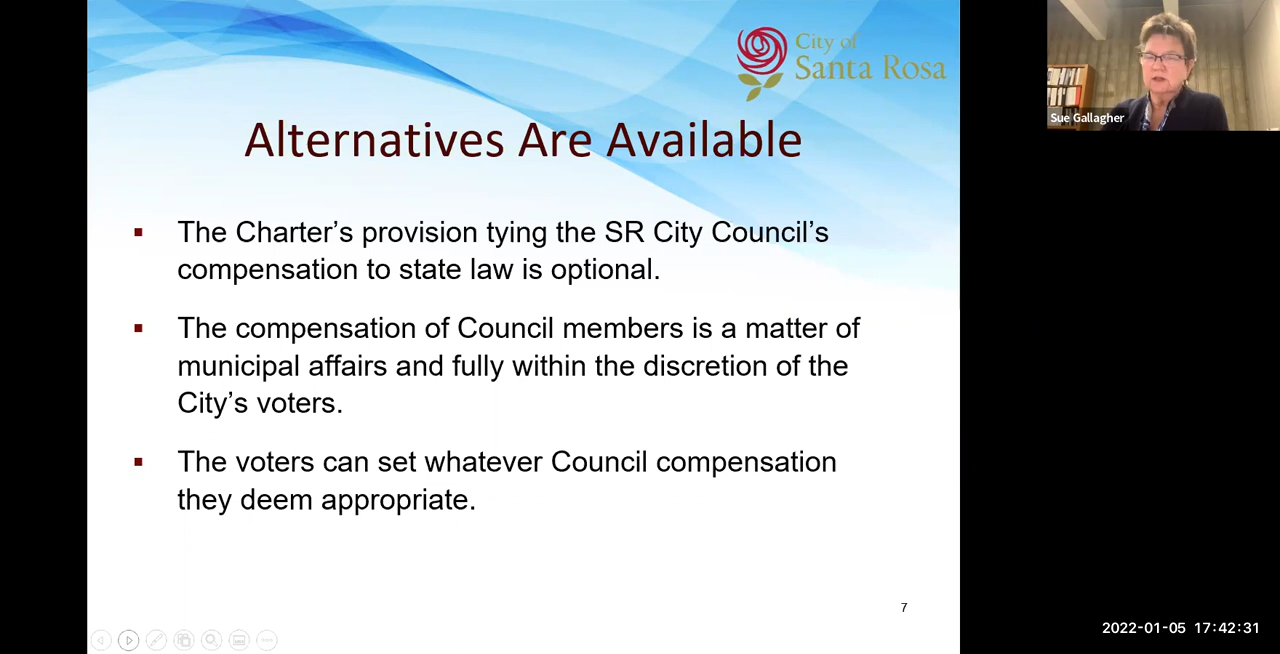 City of
Santa Rosa
Sue Gallagher
Alternatives Are Available
▪ The Charter’s provision tying the SR City Council’s
compensation to state law is optional.
▪ The compensation of Council members is a matter of
municipal affairs and fully within the discretion of the
City’s voters.
▪ The voters can set whatever Council compensation
they deem appropriate.
7
2022-01-05 17:42:31